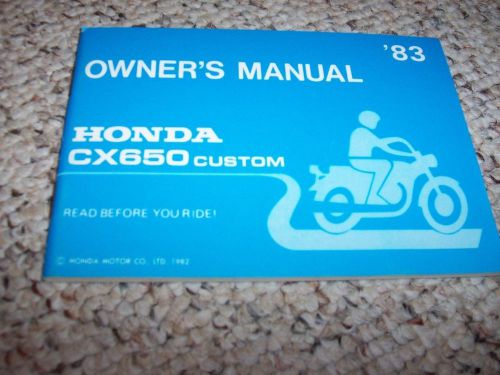 '83
OWNER'S MANUAL
HONDA
CX650 CUSTOM
READ BEFORE YOU RIDE!
© HONDA MOTOR CO., LTD. 1982